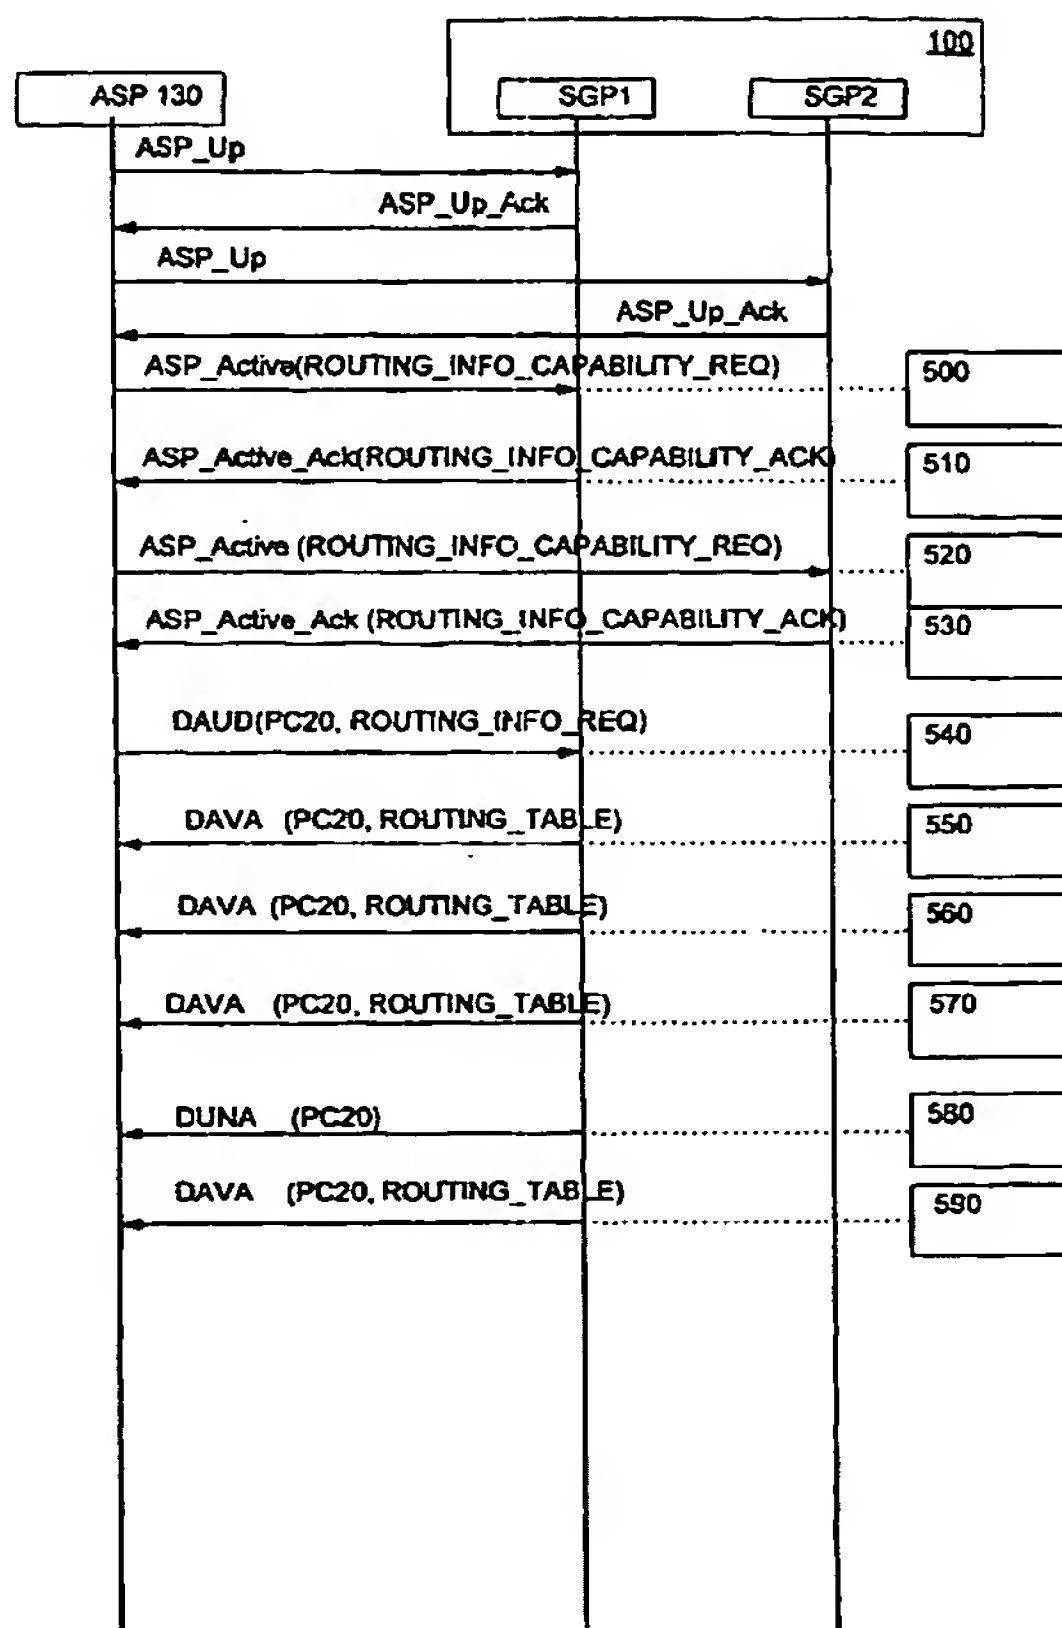 100
ASP 130
SGP1
SGP2
ASP_Up
ASP_Up_Ack
ASP_Up
ASP_Up_Ack
ASP_Active(ROUTING_INFO_CAPABILITY_REQ)
500
ASP_Active_Ack(ROUTING_INFO_CAPABILITY_ACK)
510
ASP_Active (ROUTING_INFO_CAPABILITY_REQ)
520
ASP_Active_Ack (ROUTING_INFO_CAPABILITY_ACK)
530
DAUD(PC20, ROUTING_INFO_REQ)
540
DAVA (PC20, ROUTING_TABLE)
550
DAVA (PC20, ROUTING_TABLE)
560
DAVA (PC20, ROUTING_TABLE)
570
DUNA (PC20)
580
DAVA (PC20, ROUTING_TABLE)
590